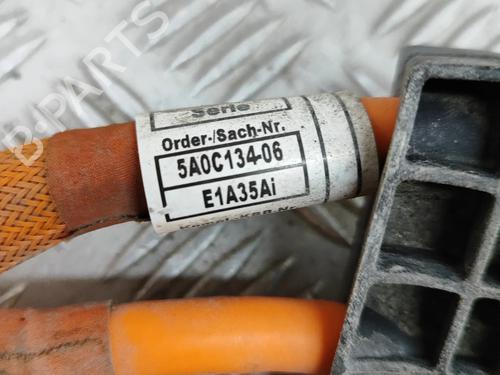 B-PARTS
Serie
Order-/Sach-Nr.
5A0C134-06
E1A35Ai